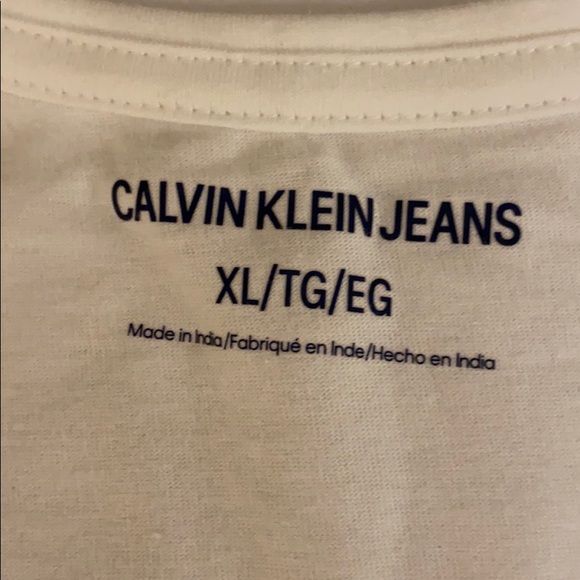 CALVIN KLEIN JEANS
XL/TG/EG
Made in India/Fabriqué en Inde/Hecho en India